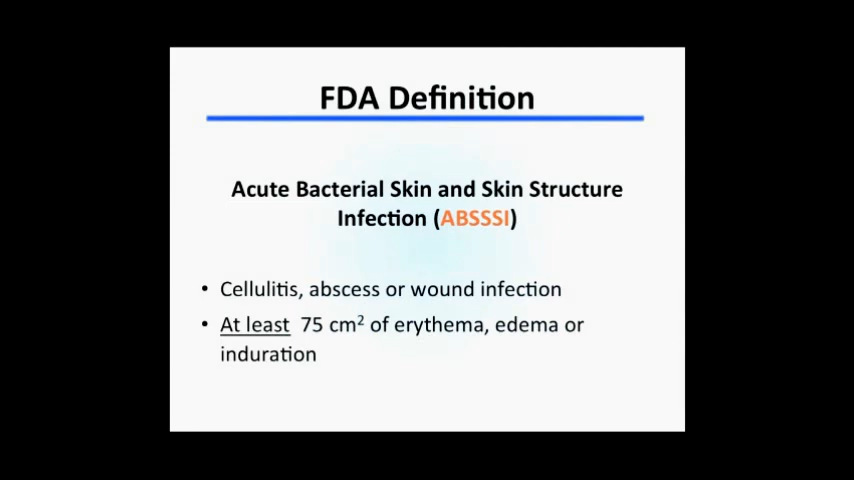 FDA Definition
Acute Bacterial Skin and Skin Structure
Infection (ABSSSI)
• Cellulitis, abscess or wound infection
• At least 75 cm² of erythema, edema or
induration